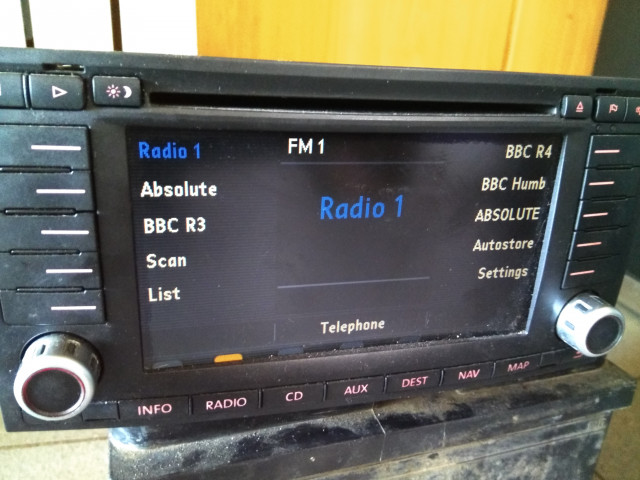 Radio 1
FM 1
BBC R4
Absolute
BBC Humb
Radio 1
BBC R3
ABSOLUTE
Scan
Autostore
List
Settings
Telephone
INFO
RADIO
CD
AUX
DEST
NAV
MAP